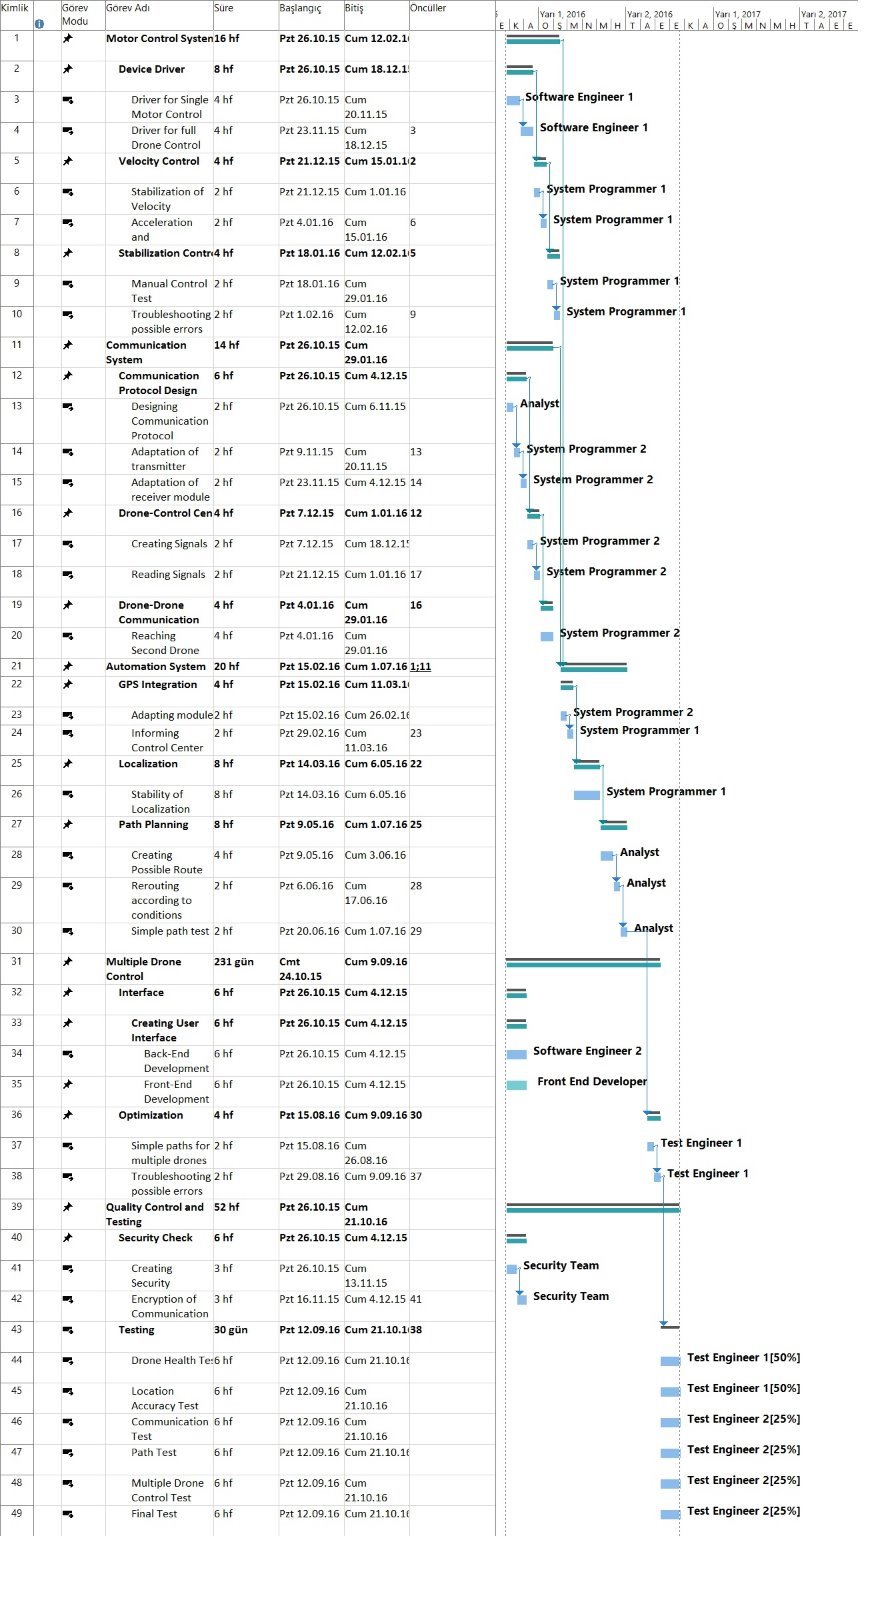 Kimlik Görev Modu Görev Adı Süre Başlangıç Bitiş Öncüller
Yarı 1, 2016 Yarı 2, 2016 Yarı 1, 2017 Yarı 2, 2017
E K A O Ş M N M H T A E E K A O Ş M N M H T A E E K A
1 Motor Control System 16 hf Pzt 26.10.15 Cum 12.02.16
2 Device Driver 8 hf Pzt 26.10.15 Cum 18.12.15
3 Driver for Single Motor Control 4 hf Pzt 26.10.15 Cum 20.11.15 Software Engineer 1
4 Driver for full Drone Control 4 hf Pzt 23.11.15 Cum 18.12.15 3 Software Engineer 1
5 Velocity Control 4 hf Pzt 21.12.15 Cum 15.01.16 2
6 Stabilization of Velocity 2 hf Pzt 21.12.15 Cum 1.01.16 System Programmer 1
7 Acceleration and 2 hf Pzt 4.01.16 Cum 15.01.16 6 System Programmer 1
8 Stabilization Contr 4 hf Pzt 18.01.16 Cum 12.02.16 5
9 Manual Control Test 2 hf Pzt 18.01.16 Cum 29.01.16 System Programmer 1
10 Troubleshooting possible errors 2 hf Pzt 1.02.16 Cum 12.02.16 9 System Programmer 1
11 Communication System 14 hf Pzt 26.10.15 Cum 29.01.16
12 Communication Protocol Design 6 hf Pzt 26.10.15 Cum 4.12.15
13 Designing Communication Protocol 2 hf Pzt 26.10.15 Cum 6.11.15 Analyst
14 Adaptation of transmitter 2 hf Pzt 9.11.15 Cum 20.11.15 13 System Programmer 2
15 Adaptation of receiver module 2 hf Pzt 23.11.15 Cum 4.12.15 14 System Programmer 2
16 Drone-Control Cen 4 hf Pzt 7.12.15 Cum 1.01.16 12
17 Creating Signals 2 hf Pzt 7.12.15 Cum 18.12.15 System Programmer 2
18 Reading Signals 2 hf Pzt 21.12.15 Cum 1.01.16 17 System Programmer 2
19 Drone-Drone Communication 4 hf Pzt 4.01.16 Cum 29.01.16 16
20 Reaching Second Drone 4 hf Pzt 4.01.16 Cum 29.01.16 System Programmer 2
21 Automation System 20 hf Pzt 15.02.16 Cum 1.07.16 1;11
22 GPS Integration 4 hf Pzt 15.02.16 Cum 11.03.16
23 Adapting module 2 hf Pzt 15.02.16 Cum 26.02.16 System Programmer 2
24 Informing Control Center 2 hf Pzt 29.02.16 Cum 11.03.16 23 System Programmer 1
25 Localization 8 hf Pzt 14.03.16 Cum 6.05.16 22
26 Stability of Localization 8 hf Pzt 14.03.16 Cum 6.05.16 System Programmer 1
27 Path Planning 8 hf Pzt 9.05.16 Cum 1.07.16 25
28 Creating Possible Route 4 hf Pzt 9.05.16 Cum 3.06.16 Analyst
29 Rerouting according to conditions 2 hf Pzt 6.06.16 Cum 17.06.16 28 Analyst
30 Simple path test 2 hf Pzt 20.06.16 Cum 1.07.16 29 Analyst
31 Multiple Drone Control 231 gün Cmt 24.10.15 Cum 9.09.16
32 Interface 6 hf Pzt 26.10.15 Cum 4.12.15
33 Creating User Interface 6 hf Pzt 26.10.15 Cum 4.12.15
34 Back-End Development 6 hf Pzt 26.10.15 Cum 4.12.15 Software Engineer 2
35 Front-End Development 6 hf Pzt 26.10.15 Cum 4.12.15 Front End Developer
36 Optimization 4 hf Pzt 15.08.16 Cum 9.09.16 30
37 Simple paths for multiple drones 2 hf Pzt 15.08.16 Cum 26.08.16 Test Engineer 1
38 Troubleshooting possible errors 2 hf Pzt 29.08.16 Cum 9.09.16 37 Test Engineer 1
39 Quality Control and Testing 52 hf Pzt 26.10.15 Cum 21.10.16
40 Security Check 6 hf Pzt 26.10.15 Cum 4.12.15
41 Creating Security 3 hf Pzt 26.10.15 Cum 13.11.15 Security Team
42 Encryption of Communication 3 hf Pzt 16.11.15 Cum 4.12.15 41 Security Team
43 Testing 30 gün Pzt 12.09.16 Cum 21.10.16 38
44 Drone Health Tes 6 hf Pzt 12.09.16 Cum 21.10.16 Test Engineer 1[50%]
45 Location Accuracy Test 6 hf Pzt 12.09.16 Cum 21.10.16 Test Engineer 1[50%]
46 Communication Test 6 hf Pzt 12.09.16 Cum 21.10.16 Test Engineer 2[25%]
47 Path Test 6 hf Pzt 12.09.16 Cum 21.10.16 Test Engineer 2[25%]
48 Multiple Drone Control Test 6 hf Pzt 12.09.16 Cum 21.10.16 Test Engineer 2[25%]
49 Final Test 6 hf Pzt 12.09.16 Cum 21.10.16 Test Engineer 2[25%]